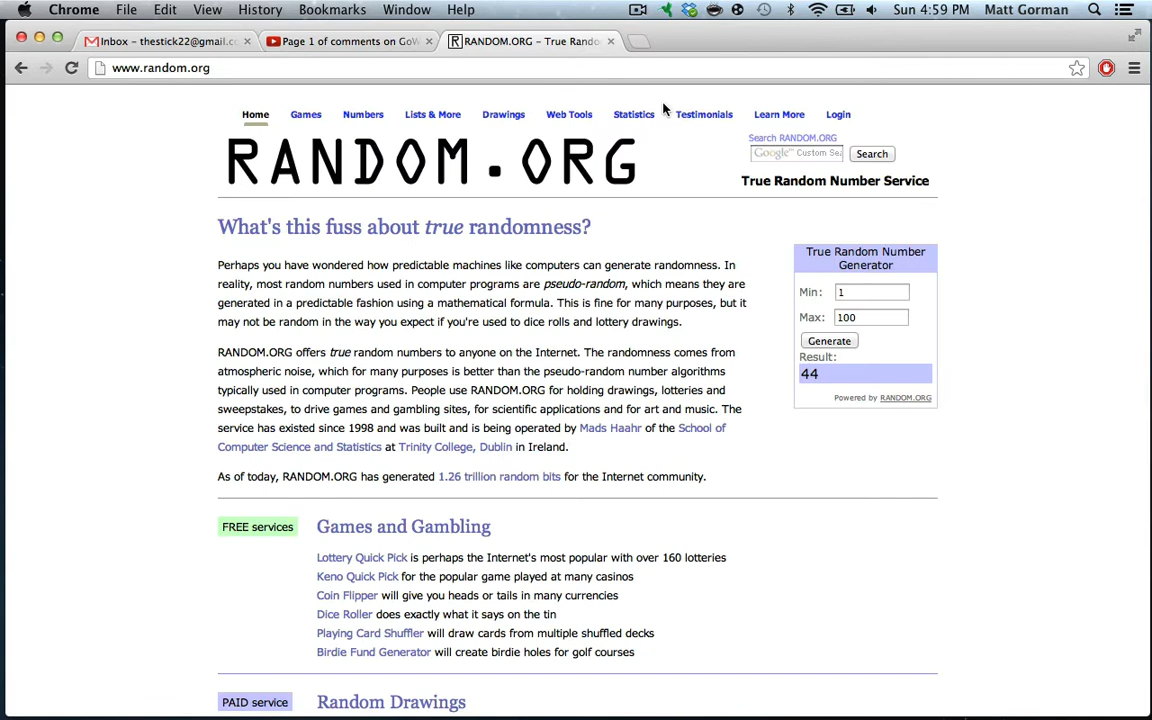 Chrome File Edit View History Bookmarks Window Help Sun 4:59 PM Matt Gorman
Inbox - thestick22@gmail.co
Page 1 of comments on GoW
RANDOM.ORG - True Rando
www.random.org
Home Games Numbers Lists & More Drawings Web Tools Statistics Testimonials Learn More Login
Search RANDOM.ORG
Google™ Custom Sea Search
RANDOM.ORG
True Random Number Service
What's this fuss about true randomness?
Perhaps you have wondered how predictable machines like computers can generate randomness. In
reality, most random numbers used in computer programs are pseudo-random, which means they are
generated in a predictable fashion using a mathematical formula. This is fine for many purposes, but it
may not be random in the way you expect if you're used to dice rolls and lottery drawings.
RANDOM.ORG offers true random numbers to anyone on the Internet. The randomness comes from
atmospheric noise, which for many purposes is better than the pseudo-random number algorithms
typically used in computer programs. People use RANDOM.ORG for holding drawings, lotteries and
sweepstakes, to drive games and gambling sites, for scientific applications and for art and music. The
service has existed since 1998 and was built and is being operated by Mads Haahr of the School of
Computer Science and Statistics at Trinity College, Dublin in Ireland.
As of today, RANDOM.ORG has generated 1.26 trillion random bits for the Internet community.
True Random Number
Generator
Min: 1
Max: 100
Generate
Result:
44
Powered by RANDOM.ORG
FREE services
Games and Gambling
Lottery Quick Pick is perhaps the Internet's most popular with over 160 lotteries
Keno Quick Pick for the popular game played at many casinos
Coin Flipper will give you heads or tails in many currencies
Dice Roller does exactly what it says on the tin
Playing Card Shuffler will draw cards from multiple shuffled decks
Birdie Fund Generator will create birdie holes for golf courses
PAID service
Random Drawings